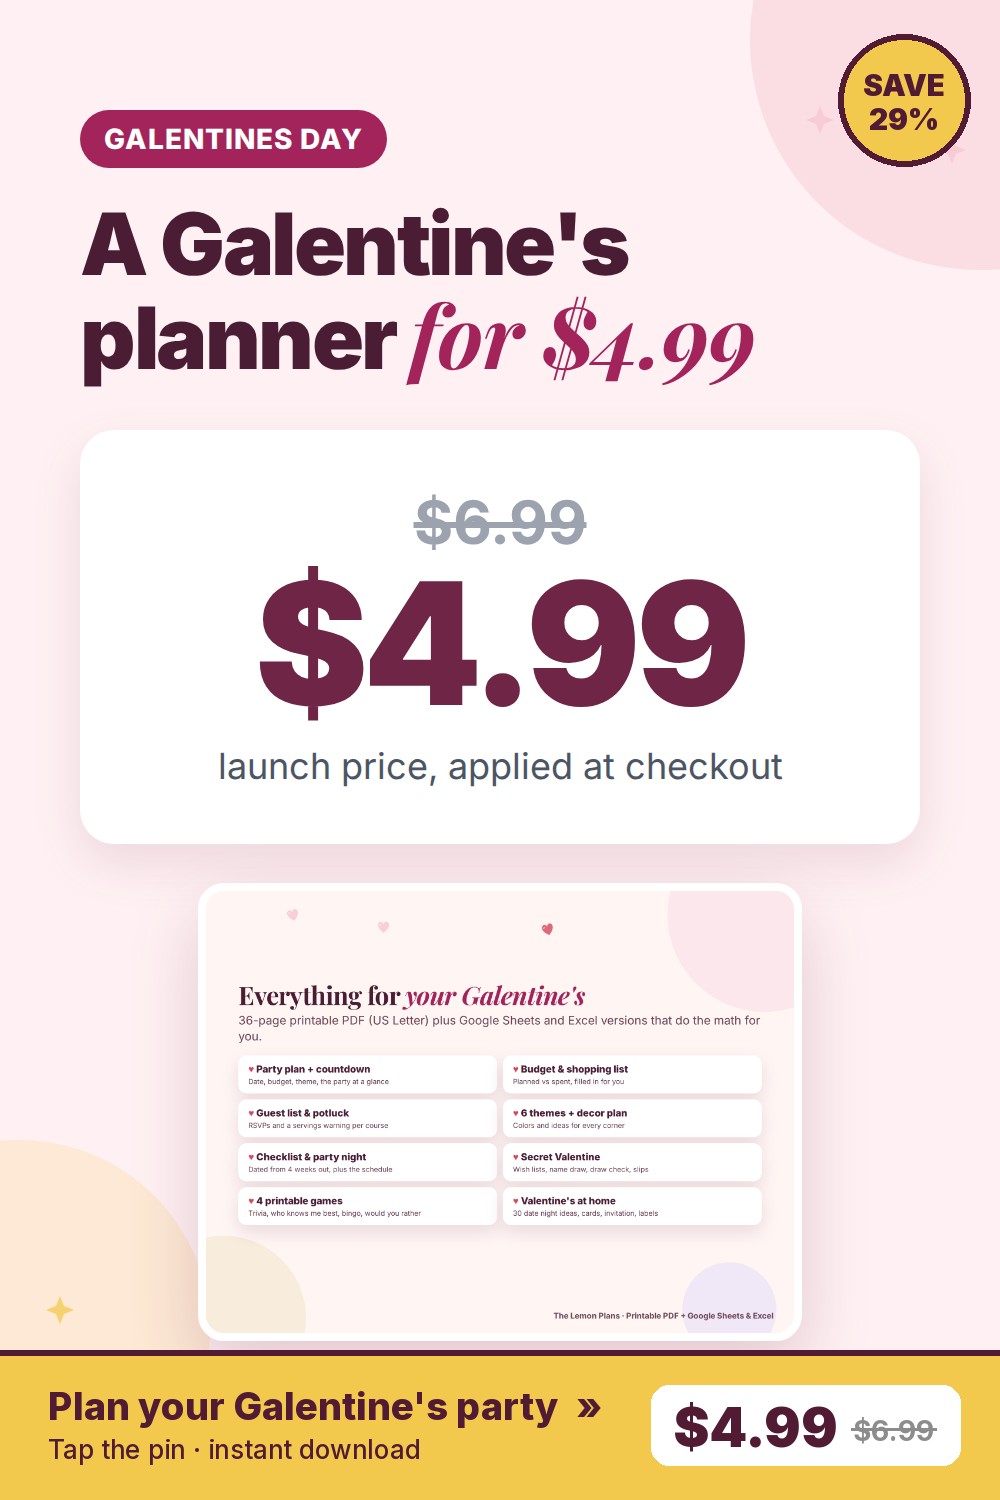 SAVE
29%
GALENTINES DAY
A Galentine's
planner for $4.99
$6.99
$4.99
launch price, applied at checkout
Everything for your Galentine's
36-page printable PDF (US Letter) plus Google Sheets and Excel versions that do the math for
you.
♥ Party plan + countdown
Date, budget, theme, the party at a glance
♥ Budget & shopping list
Planned vs spent, filled in for you
♥ Guest list & potluck
RSVPs and a servings warning per course
♥ 6 themes + decor plan
Colors and ideas for every corner
♥ Checklist & party night
Dated from 4 weeks out, plus the schedule
♥ Secret Valentine
Wish lists, name draw, draw check, slips
♥ 4 printable games
Trivia, who knows me best, bingo, would you rather
♥ Valentine's at home
30 date night ideas, cards, invitation, labels
The Lemon Plans · Printable PDF + Google Sheets & Excel
Plan your Galentine's party »
Tap the pin · instant download
$4.99 $6.99